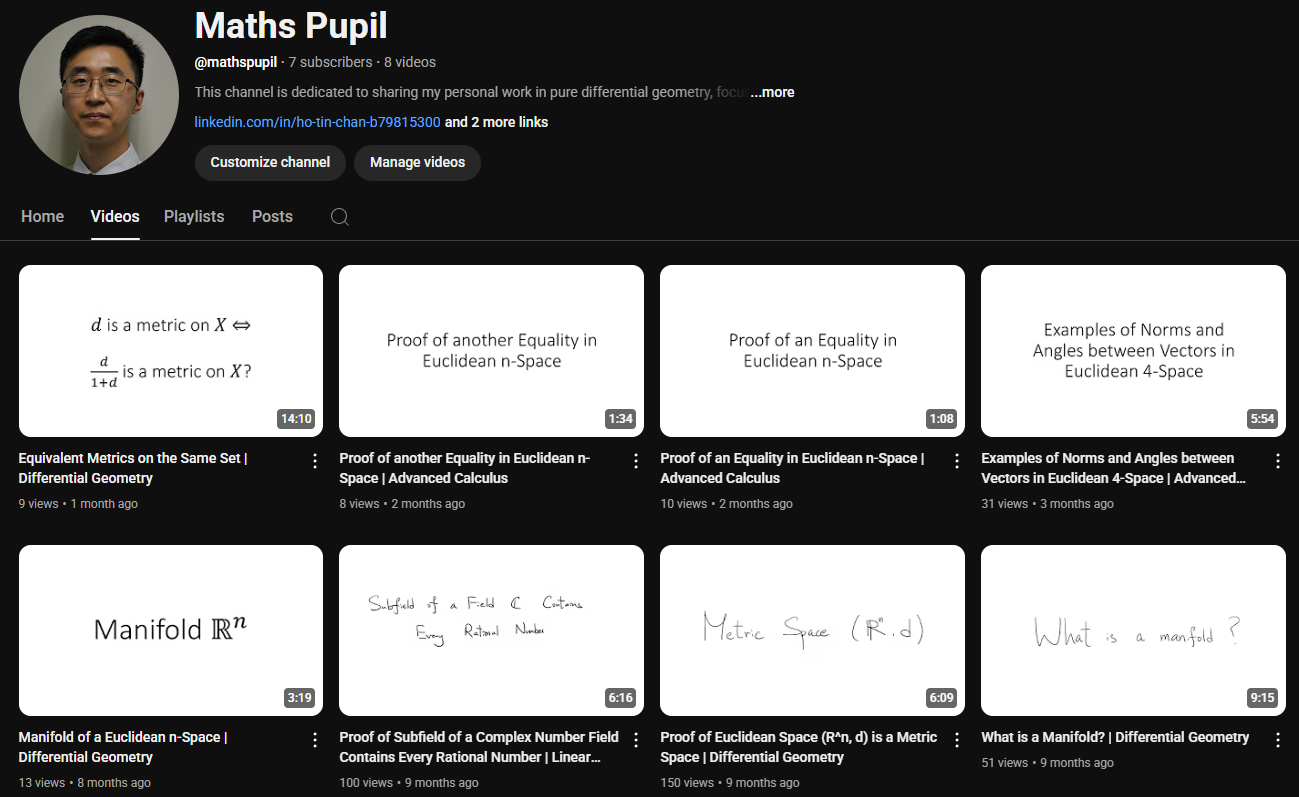 Maths Pupil
@mathspupil · 7 subscribers · 8 videos
This channel is dedicated to sharing my personal work in pure differential geometry, focus ...more
linkedin.com/in/ho-tin-chan-b79815300 and 2 more links
Customize channel Manage videos
Home Videos Playlists Posts
d is a metric on X ⇔
d/(1+d) is a metric on X?
14:10
Equivalent Metrics on the Same Set |
Differential Geometry
9 views • 1 month ago
Proof of another Equality in
Euclidean n-Space
1:34
Proof of another Equality in Euclidean n-
Space | Advanced Calculus
8 views • 2 months ago
Proof of an Equality in
Euclidean n-Space
1:08
Proof of an Equality in Euclidean n-Space |
Advanced Calculus
10 views • 2 months ago
Examples of Norms and
Angles between Vectors in
Euclidean 4-Space
5:54
Examples of Norms and Angles between
Vectors in Euclidean 4-Space | Advanced...
31 views • 3 months ago
Manifold ℝⁿ
3:19
Manifold of a Euclidean n-Space |
Differential Geometry
13 views • 8 months ago
Subfield of a Field ℂ Contains
Every Rational Number
6:16
Proof of Subfield of a Complex Number Field
Contains Every Rational Number | Linear...
100 views • 9 months ago
Metric Space (ℝⁿ, d)
6:09
Proof of Euclidean Space (R^n, d) is a Metric
Space | Differential Geometry
150 views • 9 months ago
What is a manifold?
9:15
What is a Manifold? | Differential Geometry
51 views • 9 months ago